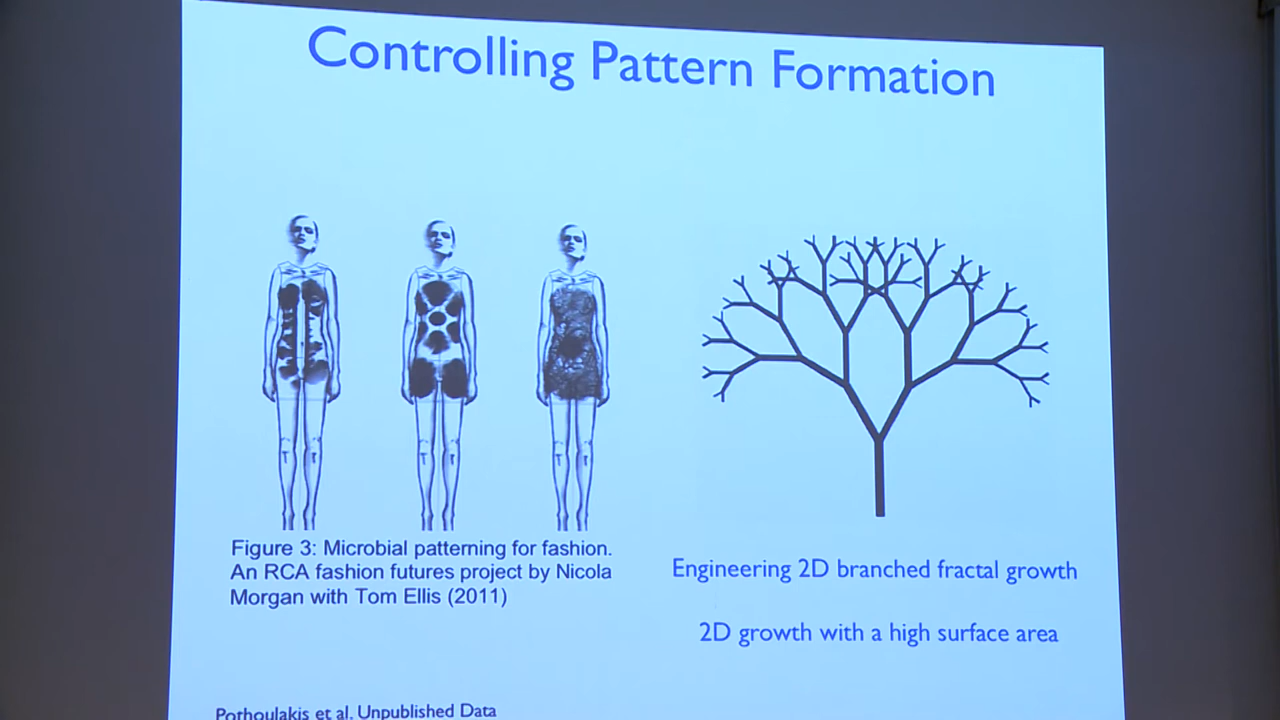 Controlling Pattern Formation
Figure 3: Microbial patterning for fashion.
An RCA fashion futures project by Nicola
Morgan with Tom Ellis (2011)
Engineering 2D branched fractal growth
2D growth with a high surface area
Pothoulakis et al. Unpublished Data